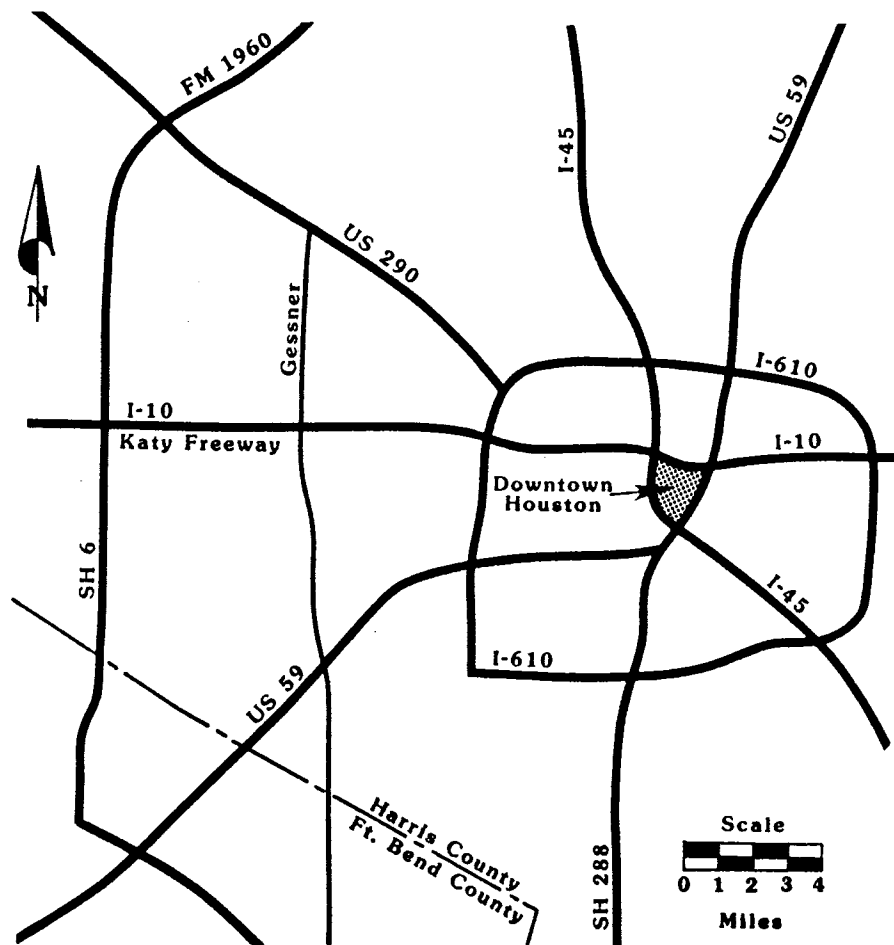 FM 1960
US 59
I-45
US 290
N
Gessner
I-610
I-10
Katy Freeway
I-10
Downtown
Houston
SH 6
I-45
I-610
US 59
Harris County
Ft. Bend County
SH 288
Scale
0 1 2 3 4
Miles